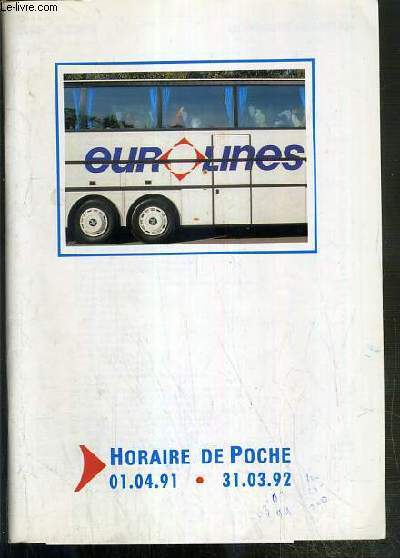 Le-livre.com
eurolines
HORAIRE DE POCHE
01.04.91 • 31.03.92